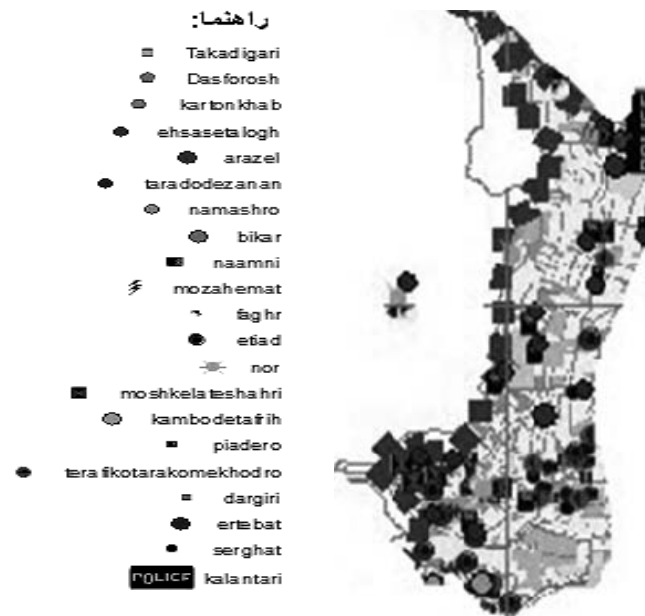 راهنما:
Takadigari
Dasforosh
kartonkhab
ehsasetalogh
arazel
taradodezanan
namashro
bikar
naamni
mozahemat
faghr
etiad
nor
moshkelateshahri
kambodetafrih
piadero
terafikotarakomekhodro
dargiri
ertebat
serghat
POLICE kalantari